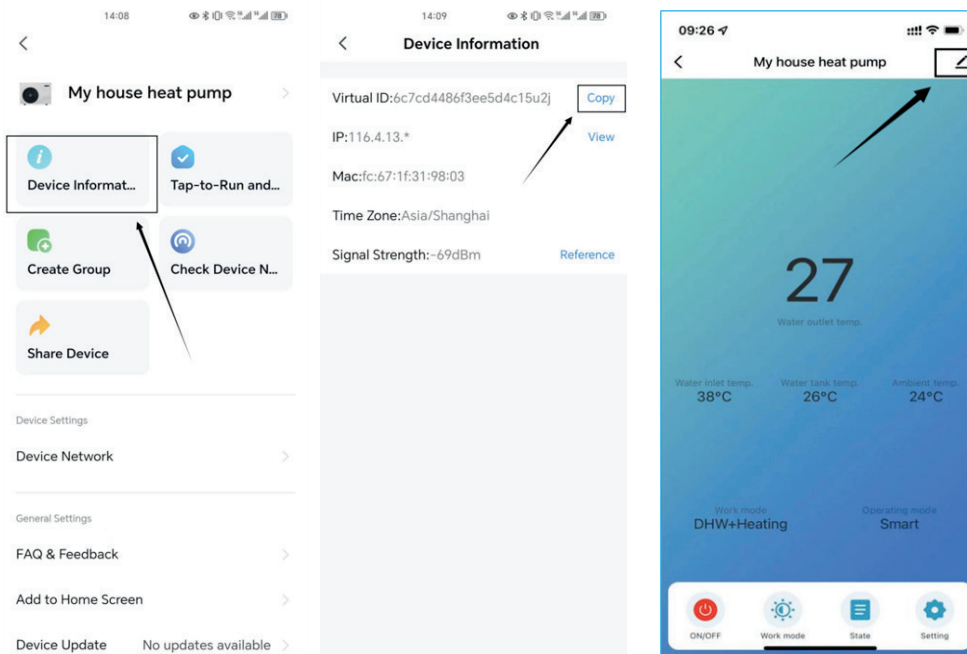 14:08
78
My house heat pump
Device Informat...
Tap-to-Run and...
Create Group
Check Device N...
Share Device
Device Settings
Device Network
General Settings
FAQ & Feedback
Add to Home Screen
Device Update No updates available
14:09
78
Device Information
Virtual ID:6c7cd4486f3ee5d4c15u2j Copy
IP:116.4.13.* View
Mac:fc:67:1f:31:98:03
Time Zone:Asia/Shanghai
Signal Strength:-69dBm Reference
09:26
My house heat pump
27
Water outlet temp.
Water inlet temp. Water tank temp. Ambient temp.
38°C 26°C 24°C
Work mode Operating mode
DHW+Heating Smart
ON/OFF Work mode State Setting